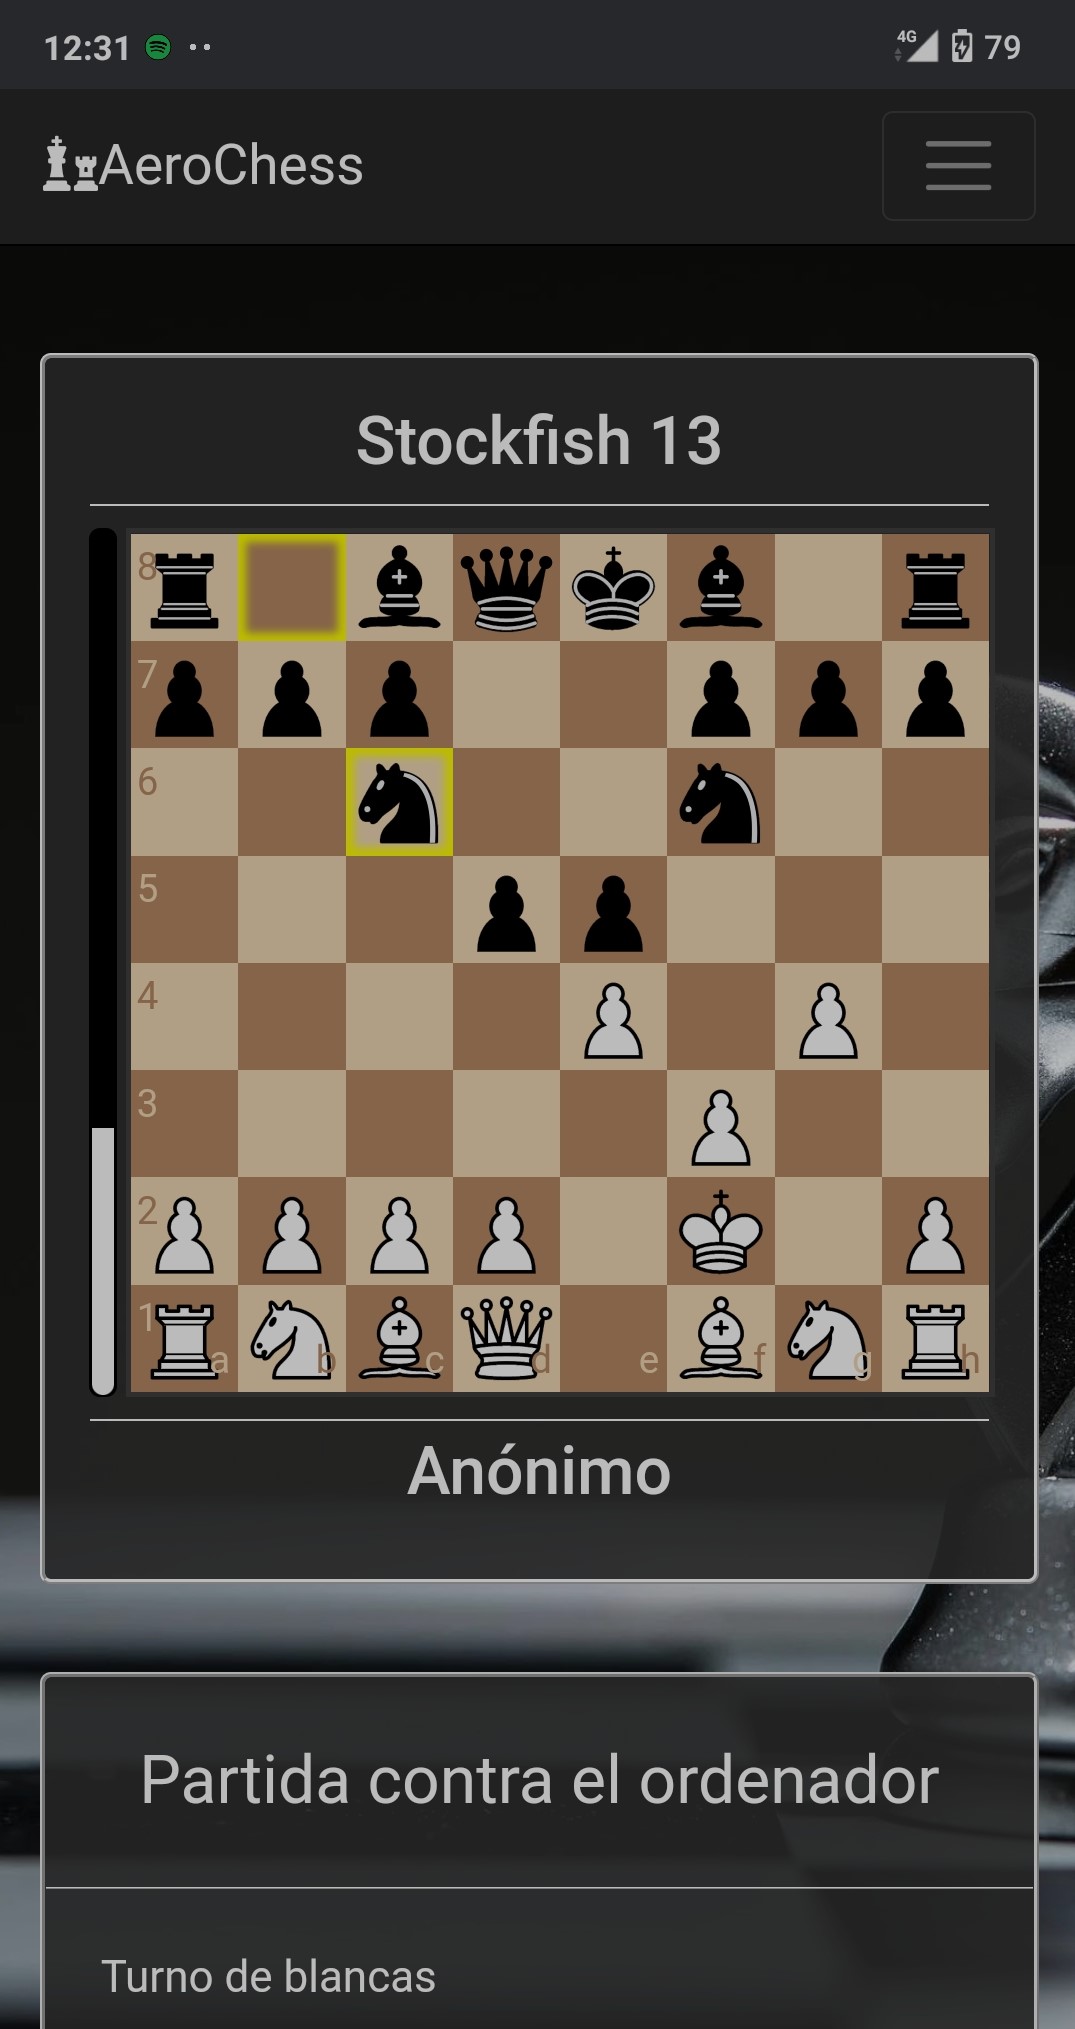 12:31
4G
79
AeroChess
Stockfish 13
8
7
6
5
4
3
2
1
a b c d e f g h
Anónimo
Partida contra el ordenador
Turno de blancas